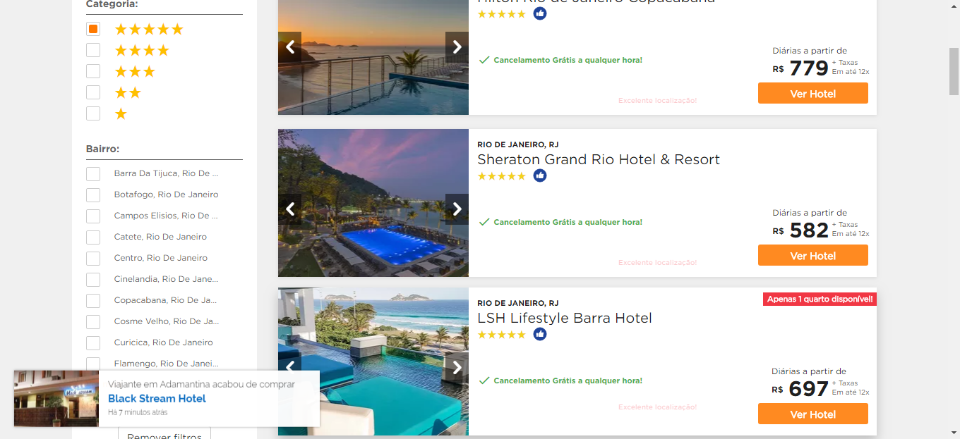 Categoria:
Bairro:
Barra Da Tijuca, Rio De ...
Botafogo, Rio De Janeiro
Campos Elisios, Rio De ...
Catete, Rio De Janeiro
Centro, Rio De Janeiro
Cinelandia, Rio De Jane...
Copacabana, Rio De Ja...
Cosme Velho, Rio De Ja...
Curicica, Rio De Janeiro
Flamengo, Rio De Janei...
Viajante em Adamantina acabou de comprar
Black Stream Hotel
Há 7 minutos atrás
Remover filtros
Hilton Rio de Janeiro Copacabana
Cancelamento Grátis a qualquer hora!
Excelente localização!
Diárias a partir de
R$ 779 + Taxas
Em até 12x
Ver Hotel
RIO DE JANEIRO, RJ
Sheraton Grand Rio Hotel & Resort
Cancelamento Grátis a qualquer hora!
Excelente localização!
Diárias a partir de
R$ 582 + Taxas
Em até 12x
Ver Hotel
Apenas 1 quarto disponível!
RIO DE JANEIRO, RJ
LSH Lifestyle Barra Hotel
Cancelamento Grátis a qualquer hora!
Excelente localização!
Diárias a partir de
R$ 697 + Taxas
Em até 12x
Ver Hotel